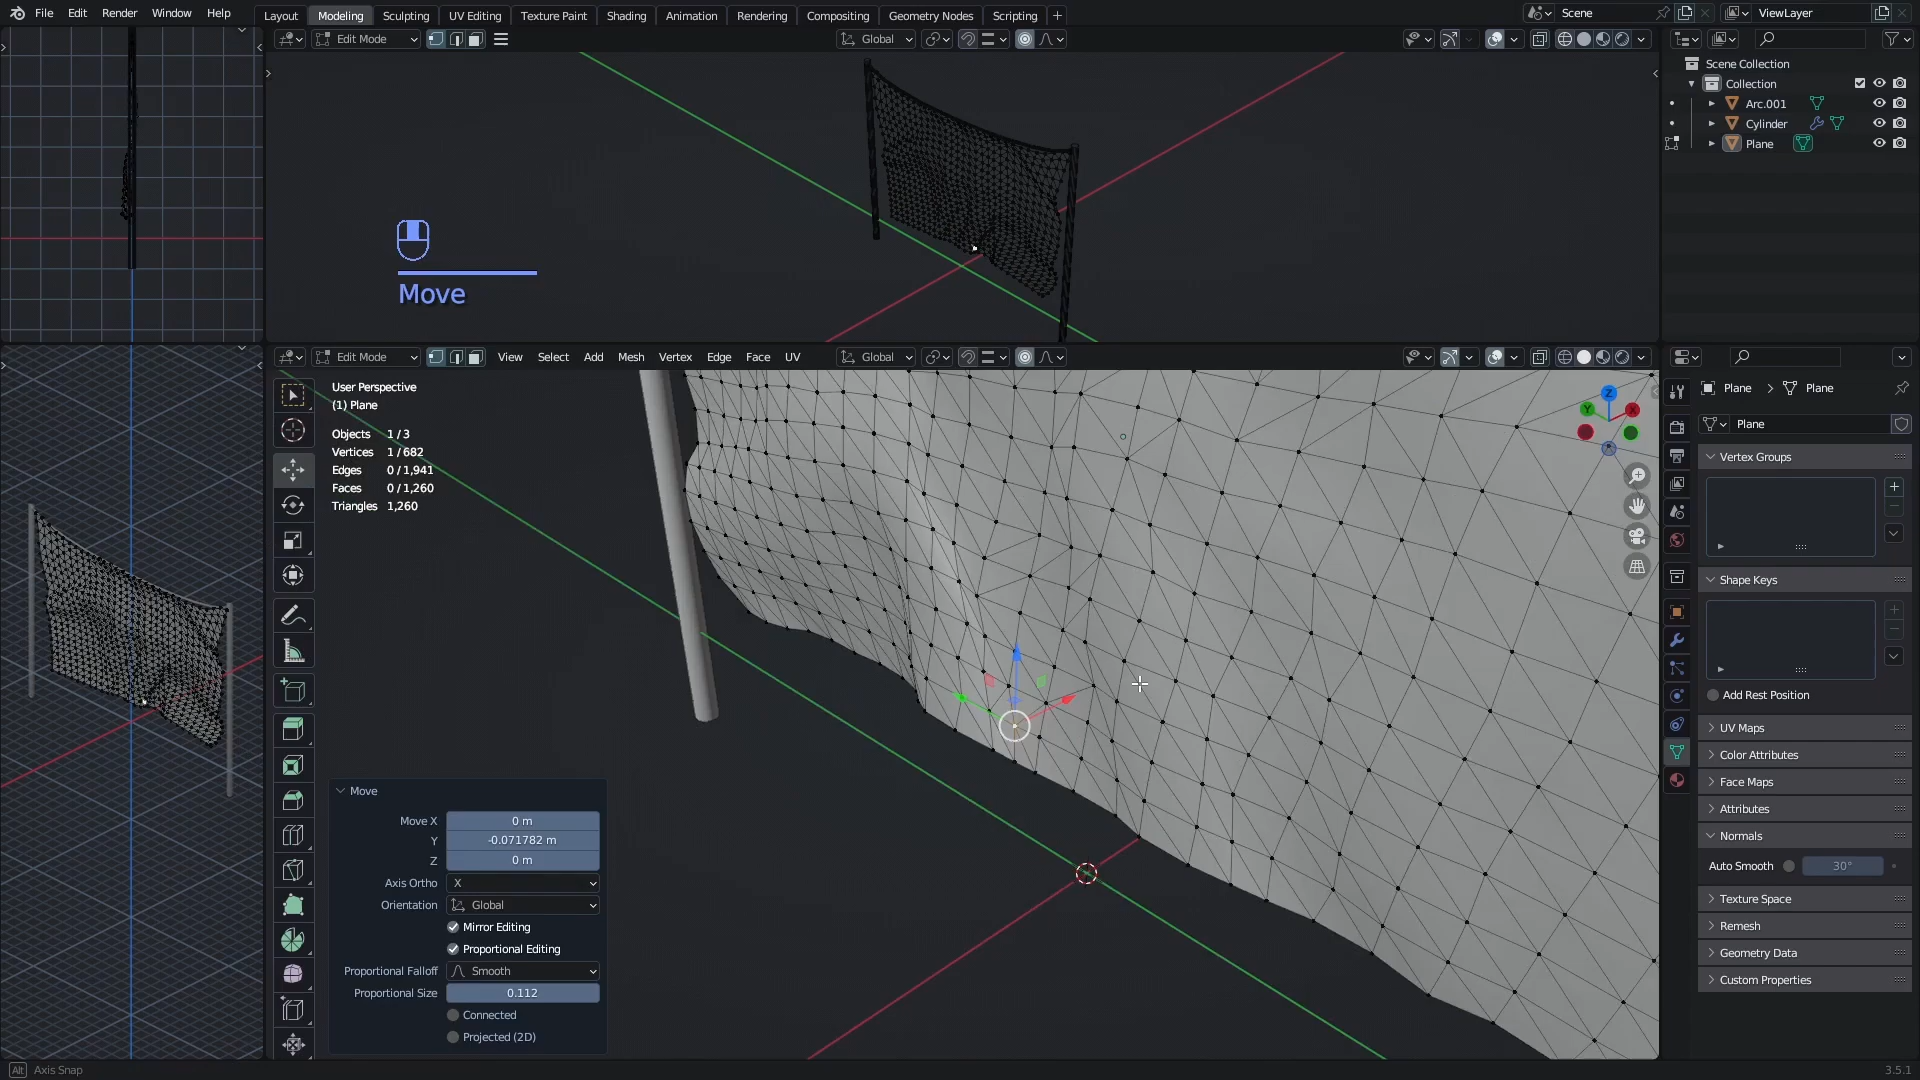 File Edit Render Window Help
Layout Modeling Sculpting UV Editing Texture Paint Shading Animation Rendering Compositing Geometry Nodes Scripting +
Scene
ViewLayer
Edit Mode
Global
Scene Collection
Collection
Arc.001
Cylinder
Plane
Move
Edit Mode
View Select Add Mesh Vertex Edge Face UV
Global
User Perspective
(1) Plane
Objects 1 / 3
Vertices 1 / 682
Edges 0 / 1,941
Faces 0 / 1,260
Triangles 1,260
Z
Y
X
Move
Move X 0 m
Y -0.071782 m
Z 0 m
Axis Ortho X
Orientation Global
Mirror Editing
Proportional Editing
Proportional Falloff Smooth
Proportional Size 0.112
Connected
Projected (2D)
Plane > Plane
Plane
Vertex Groups
Shape Keys
Add Rest Position
UV Maps
Color Attributes
Face Maps
Attributes
Normals
Auto Smooth 30°
Texture Space
Remesh
Geometry Data
Custom Properties
Alt Axis Snap
3.5.1